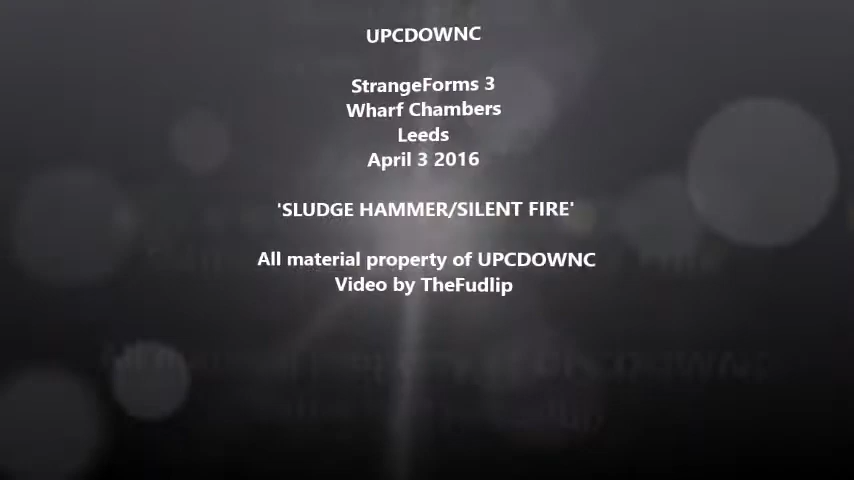 UPCDOWNC
StrangeForms 3
Wharf Chambers
Leeds
April 3 2016
'SLUDGE HAMMER/SILENT FIRE'
All material property of UPCDOWNC
Video by TheFudlip